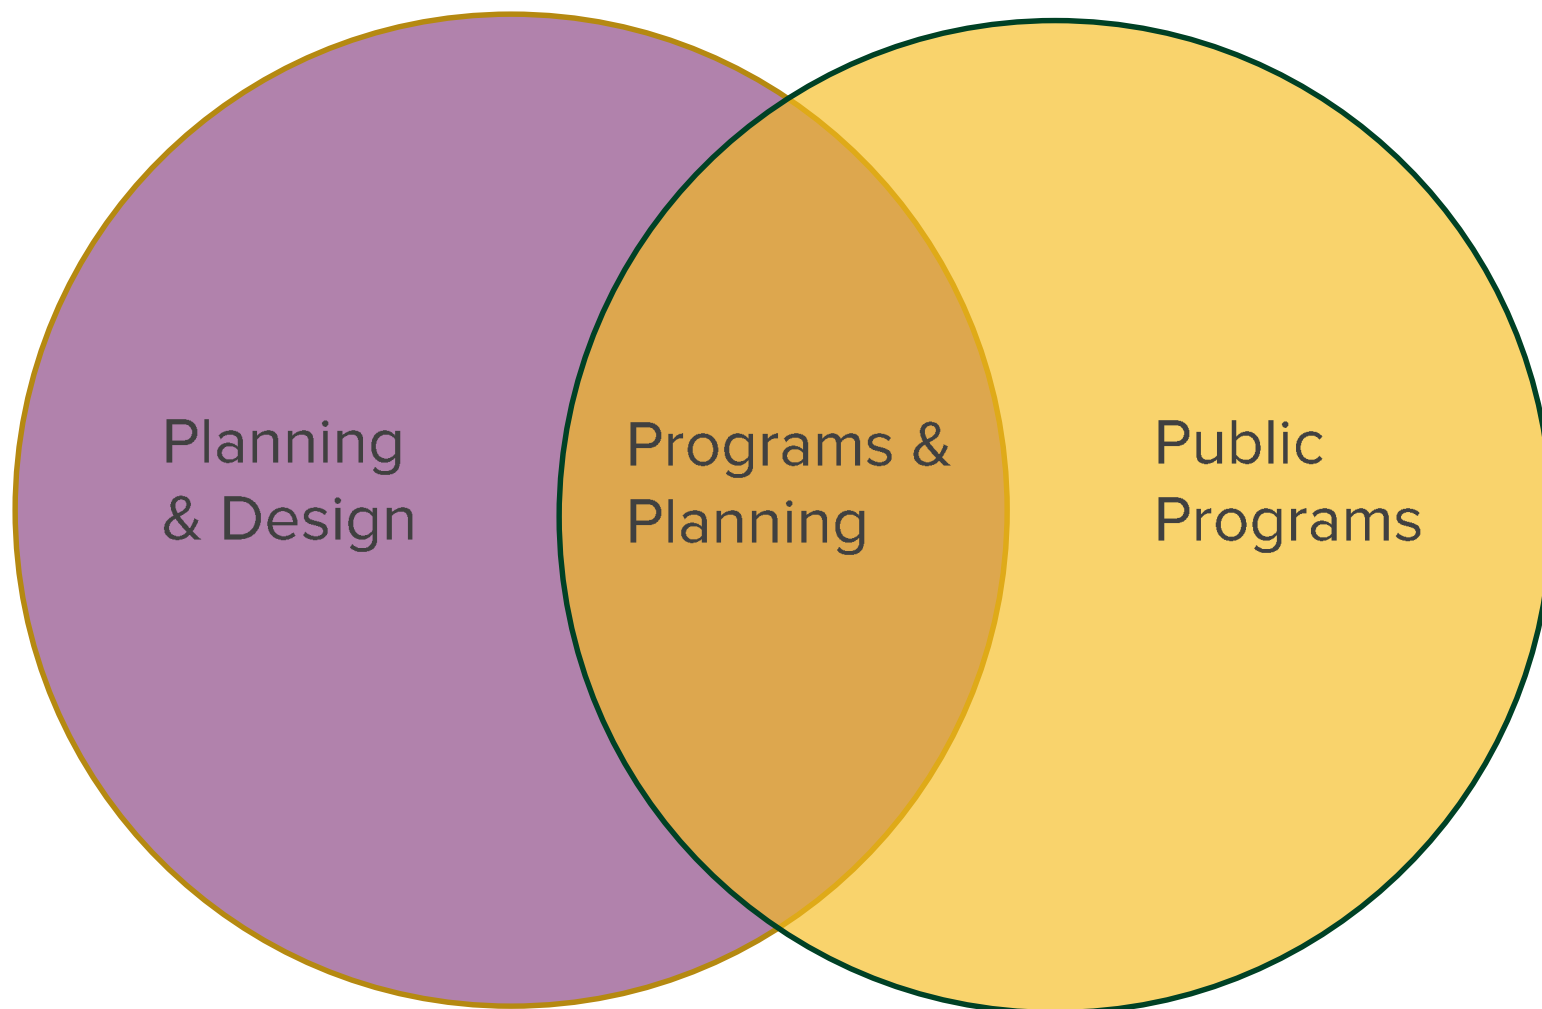 Planning
& Design
Programs &
Planning
Public
Programs